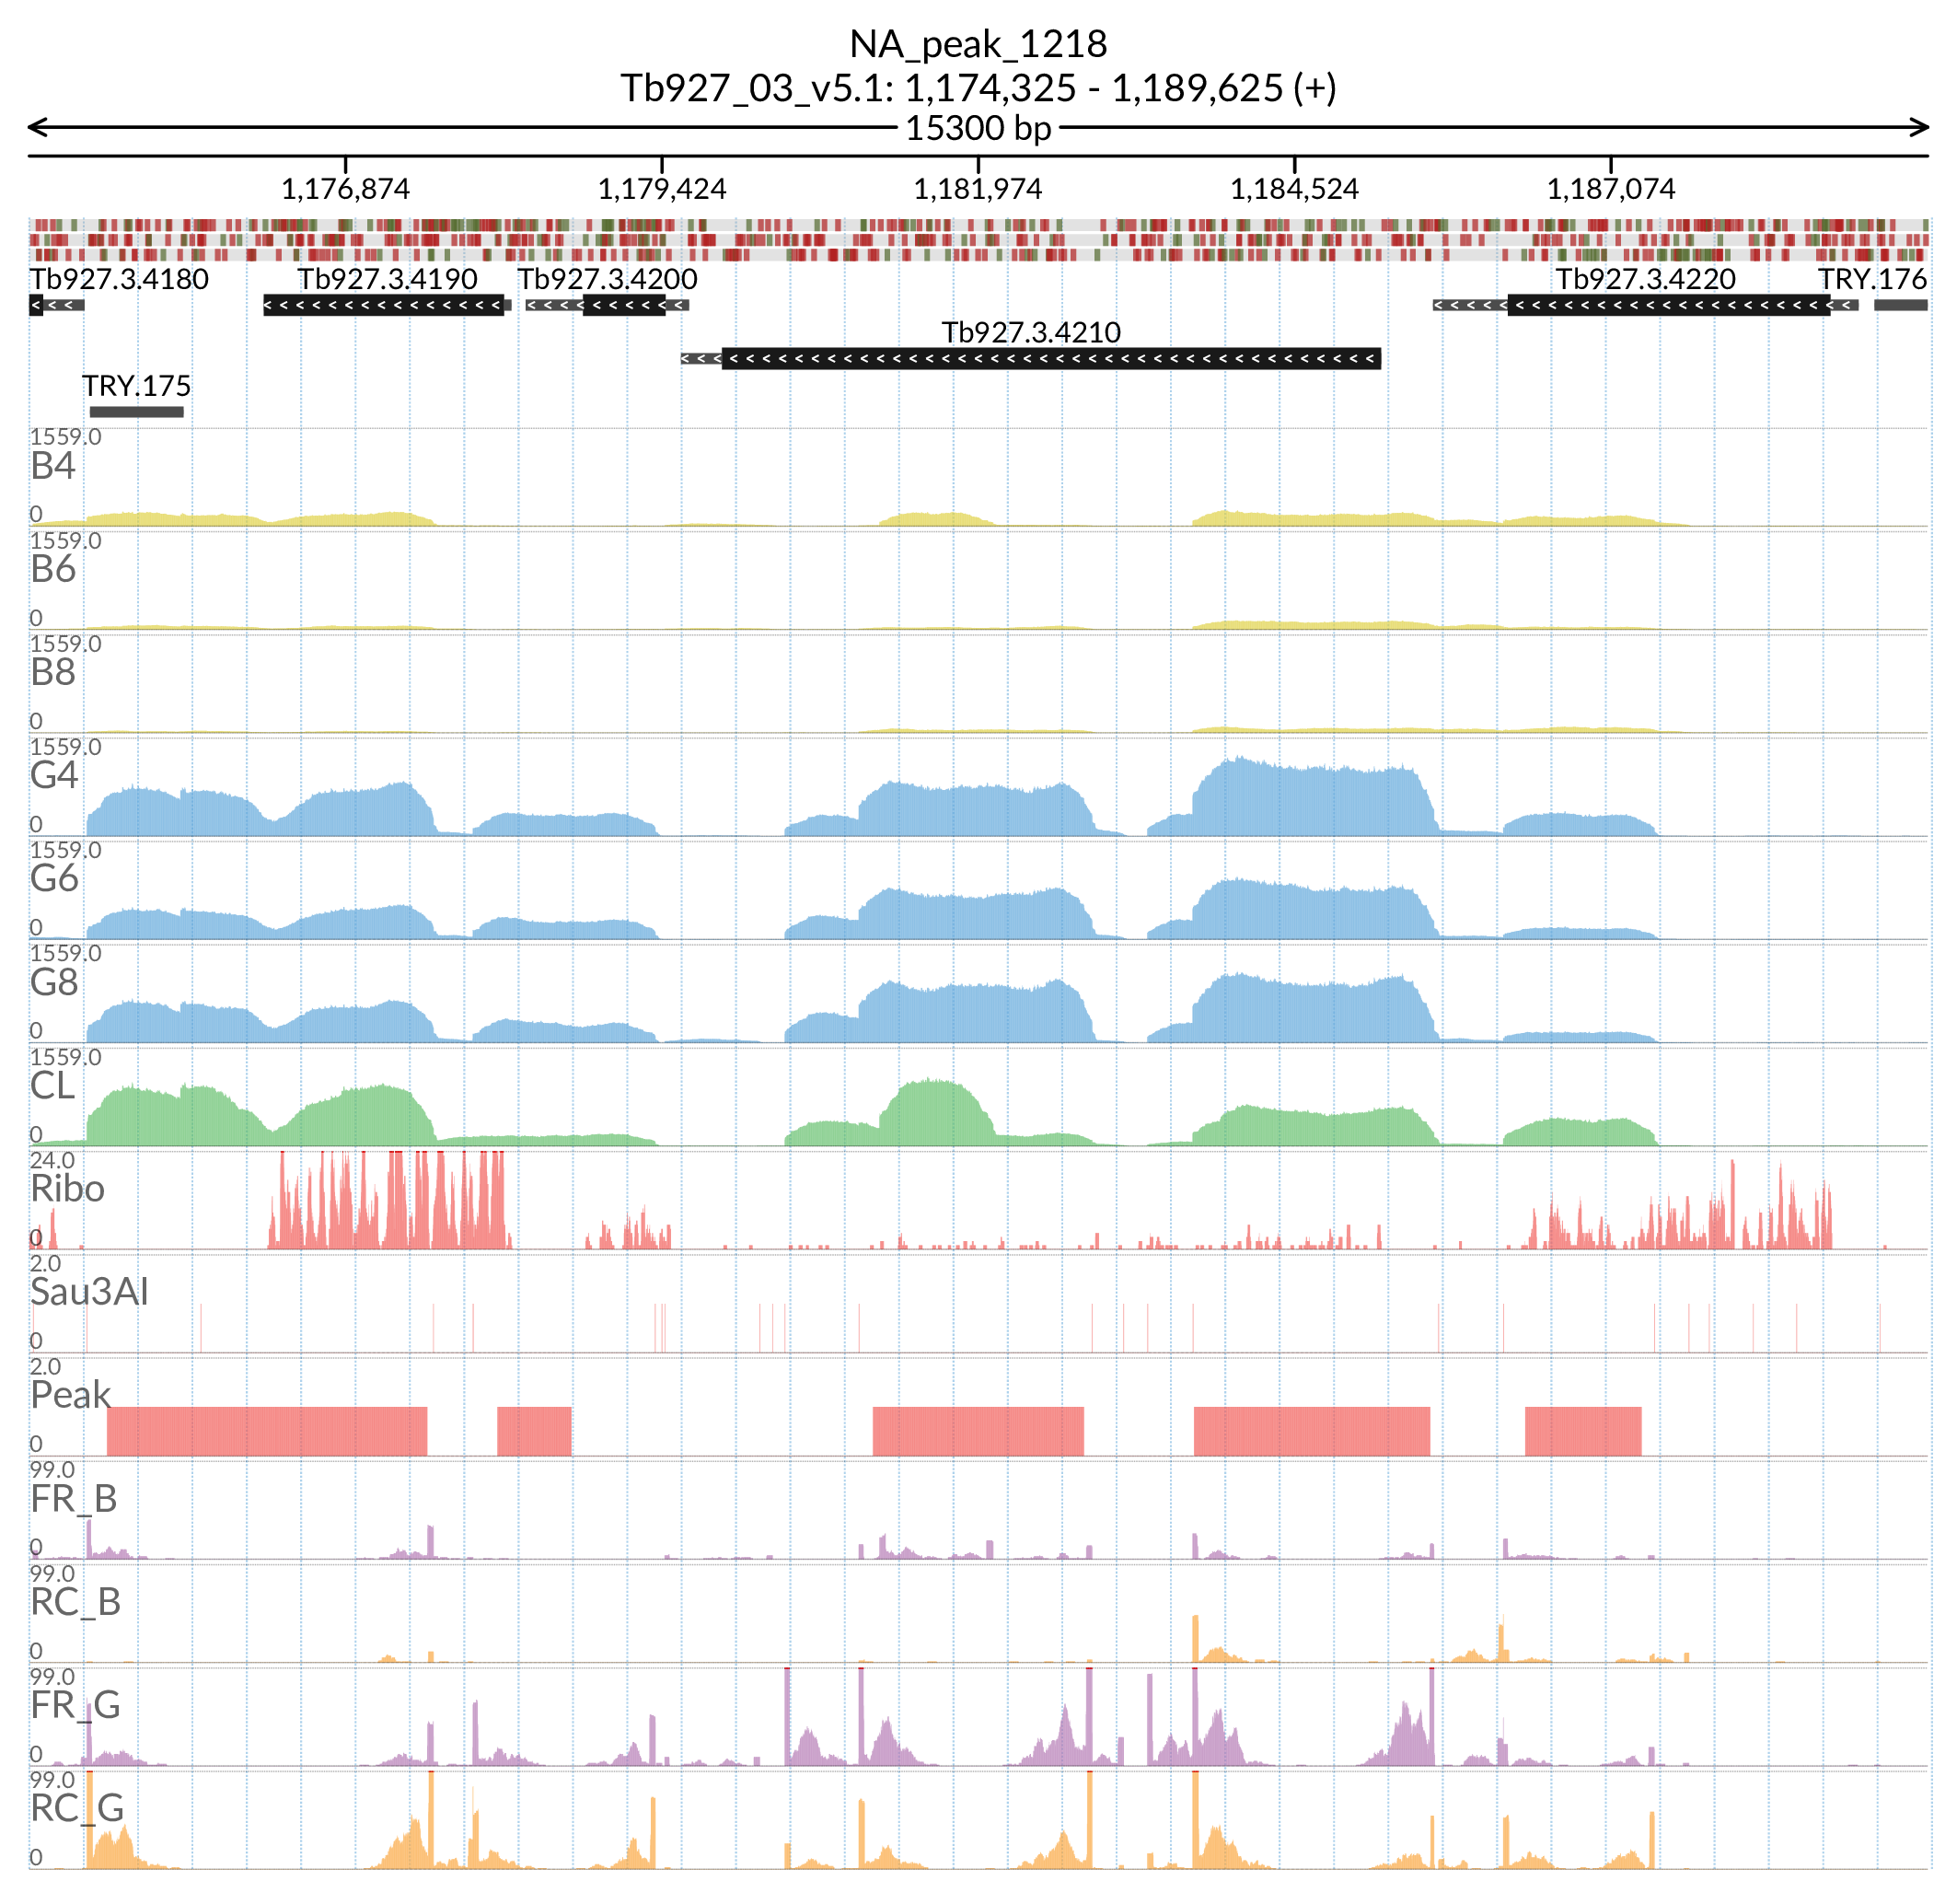 NA_peak_1218
Tb927_03_v5.1: 1,174,325 - 1,189,625 (+)
15300 bp
1,176,874 1,179,424 1,181,974 1,184,524 1,187,074
Tb927.3.4180 Tb927.3.4190 Tb927.3.4200 Tb927.3.4220 TRY.176
Tb927.3.4210
TRY.175
1559.0
B4
0
1559.0
B6
0
1559.0
B8
0
1559.0
G4
0
1559.0
G6
0
1559.0
G8
0
1559.0
CL
0
24.0
Ribo
0
2.0
Sau3AI
0
2.0
Peak
0
99.0
FR_B
0
99.0
RC_B
0
99.0
FR_G
0
99.0
RC_G
0